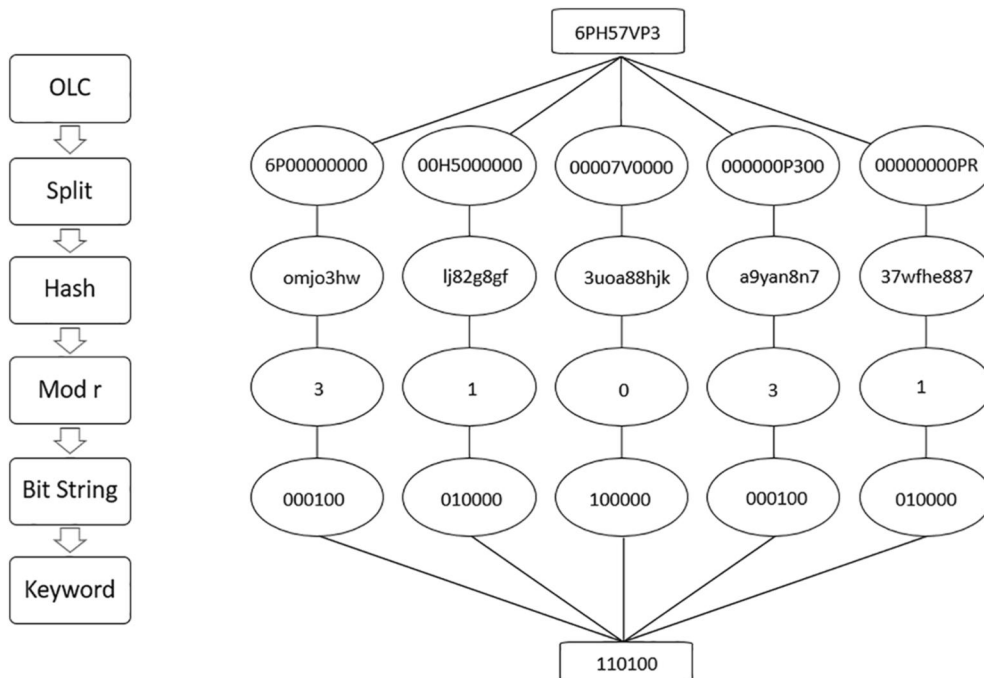 6PH57VP3
OLC
6P00000000 00H5000000 00007V0000 000000P300 00000000PR
Split
Hash
omjo3hw lj82g8gf 3uoa88hjk a9yan8n7 37wfhe887
Mod r
3 1 0 3 1
Bit String
000100 010000 100000 000100 010000
Keyword
110100